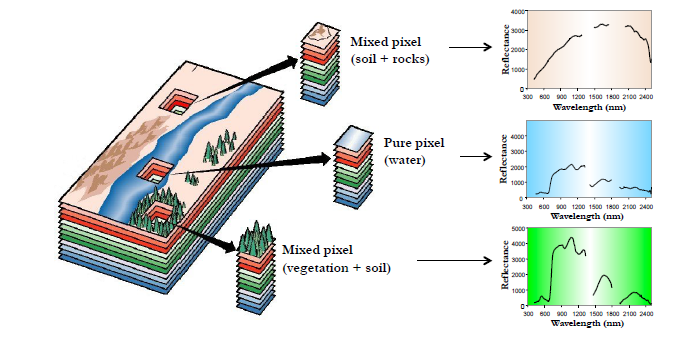 Mixed pixel
(soil + rocks)
Reflectance
4000
3000
2000
1000
0
300 600 900 1200 1500 1800 2100 2400
Wavelength (nm)
Pure pixel
(water)
Reflectance
4000
3000
2000
1000
0
300 600 900 1200 1500 1800 2100 2400
Wavelength (nm)
Mixed pixel
(vegetation + soil)
Reflectance
5000
4000
3000
2000
1000
0
300 600 900 1200 1500 1800 2100 2400
Wavelength (nm)